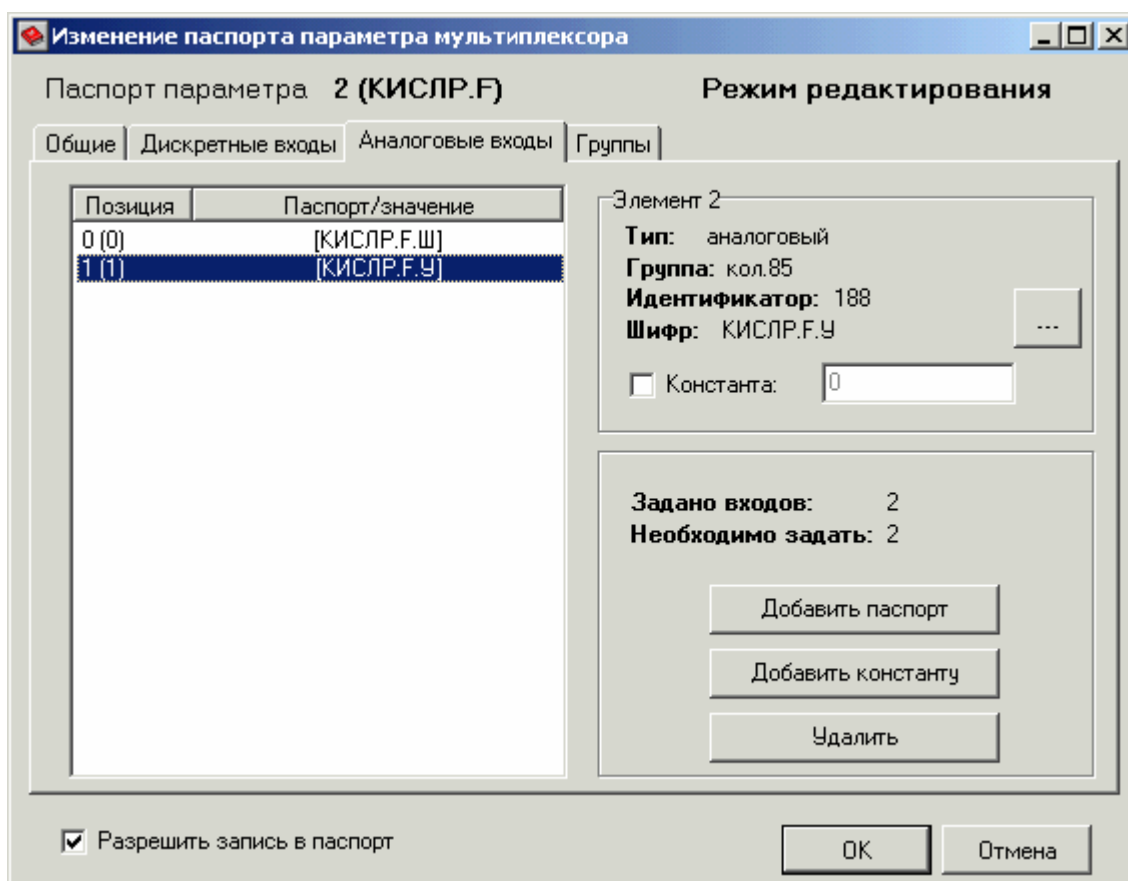 Изменение паспорта параметра мультиплексора
Паспорт параметра 2 (КИСЛР.F) Режим редактирования
Общие Дискретные входы Аналоговые входы Группы
Позиция Паспорт/значение
0 (0) [КИСЛР.F.Ш]
1 (1) [КИСЛР.F.У]
Элемент 2
Тип: аналоговый
Группа: кол.85
Идентификатор: 188
Шифр: КИСЛР.F.У
...
Константа: 0
Задано входов: 2
Необходимо задать: 2
Добавить паспорт
Добавить константу
Удалить
Разрешить запись в паспорт
OK Отмена